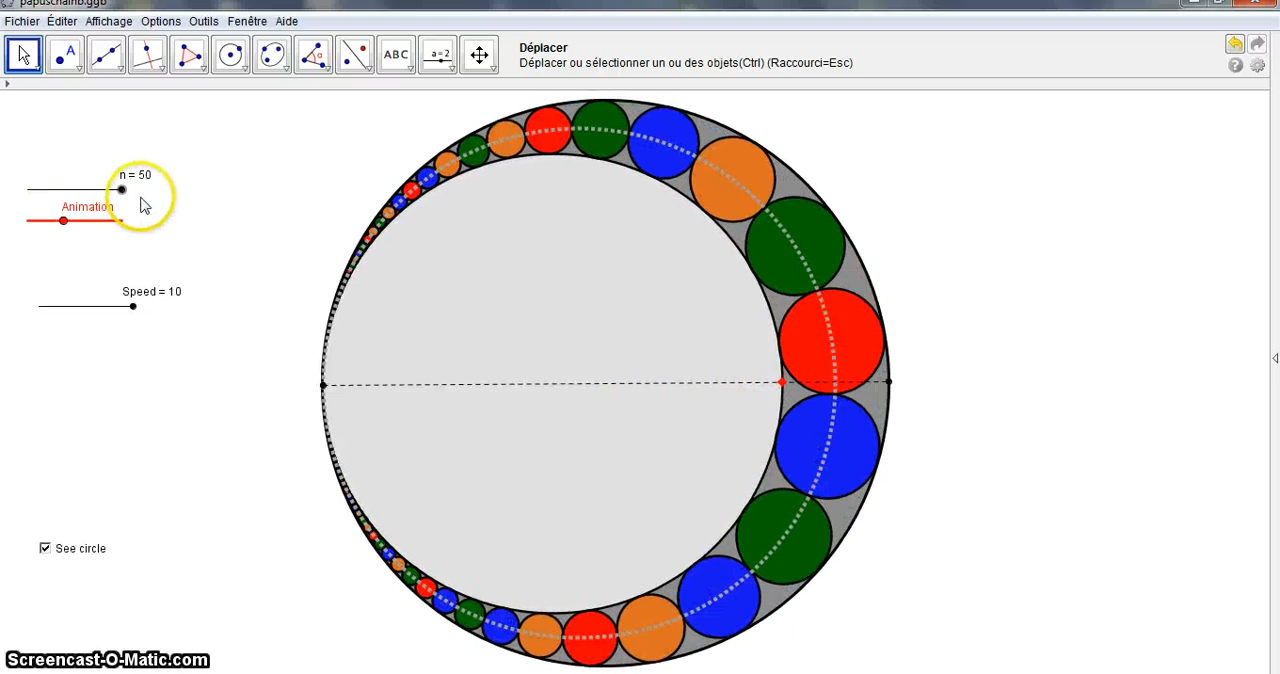 papuschainb.ggb
Fichier Éditer Affichage Options Outils Fenêtre Aide
A ABC a=2 Déplacer
Déplacer ou sélectionner un ou des objets(Ctrl) (Raccourci=Esc)
n = 50
Animation
Speed = 10
See circle
Screencast-O-Matic.com